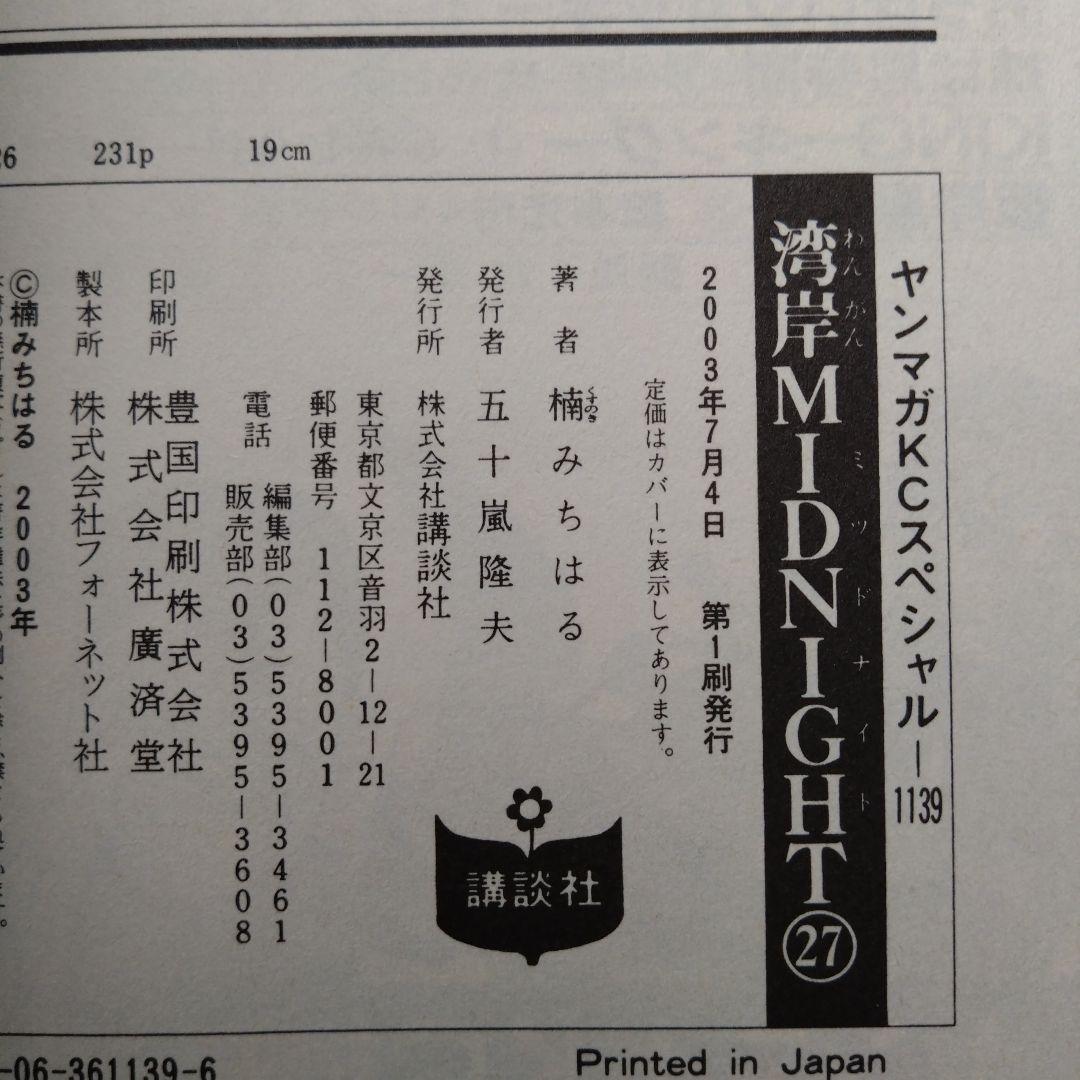 26　231p　19cm
ヤンマガKCスペシャル—1139
湾岸MIDNIGHT㉗
わんがんミッドナイト
2003年7月4日　第1刷発行
定価はカバーに表示してあります。
著者　楠みちる
くすのき
発行者　五十嵐隆夫
発行所　株式会社講談社
東京都文京区音羽2—12—21
郵便番号　112—8001
電話　編集部(03)5395—3461
販売部(03)5395—3608
印刷所　豊国印刷株式会社
株式会社廣済堂
製本所　株式会社フォーネット社
©楠みちはる　2003年
講談社
-06-361139-6
Printed in Japan